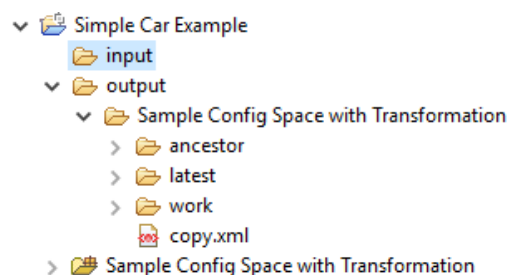 Simple Car Example
input
output
Sample Config Space with Transformation
ancestor
latest
work
copy.xml
Sample Config Space with Transformation